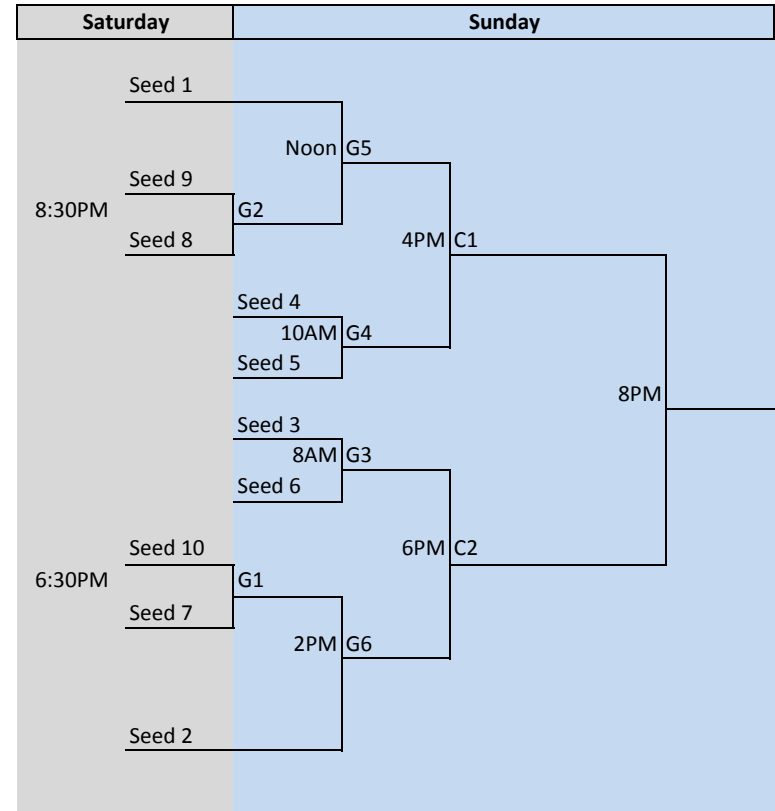 Saturday Sunday
Seed 1
Noon G5
Seed 9
8:30PM G2
Seed 8
4PM C1
Seed 4
10AM G4
Seed 5
8PM
Seed 3
8AM G3
Seed 6
Seed 10
6PM C2
6:30PM G1
Seed 7
2PM G6
Seed 2